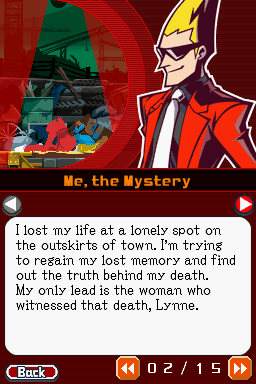 Me, the Mystery
I lost my life at a lonely spot on
the outskirts of town. I'm trying
to regain my lost memory and find
out the truth behind my death.
My only lead is the woman who
witnessed that death, Lynne.
Back
02/15